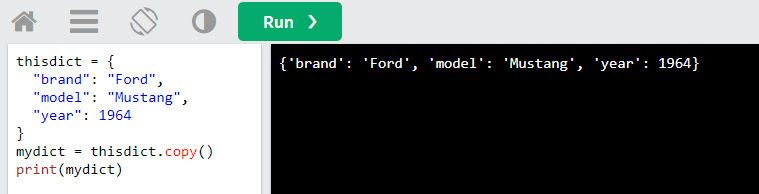 Run ❯
thisdict = {
  "brand": "Ford",
  "model": "Mustang",
  "year": 1964
}
mydict = thisdict.copy()
print(mydict)
{'brand': 'Ford', 'model': 'Mustang', 'year': 1964}